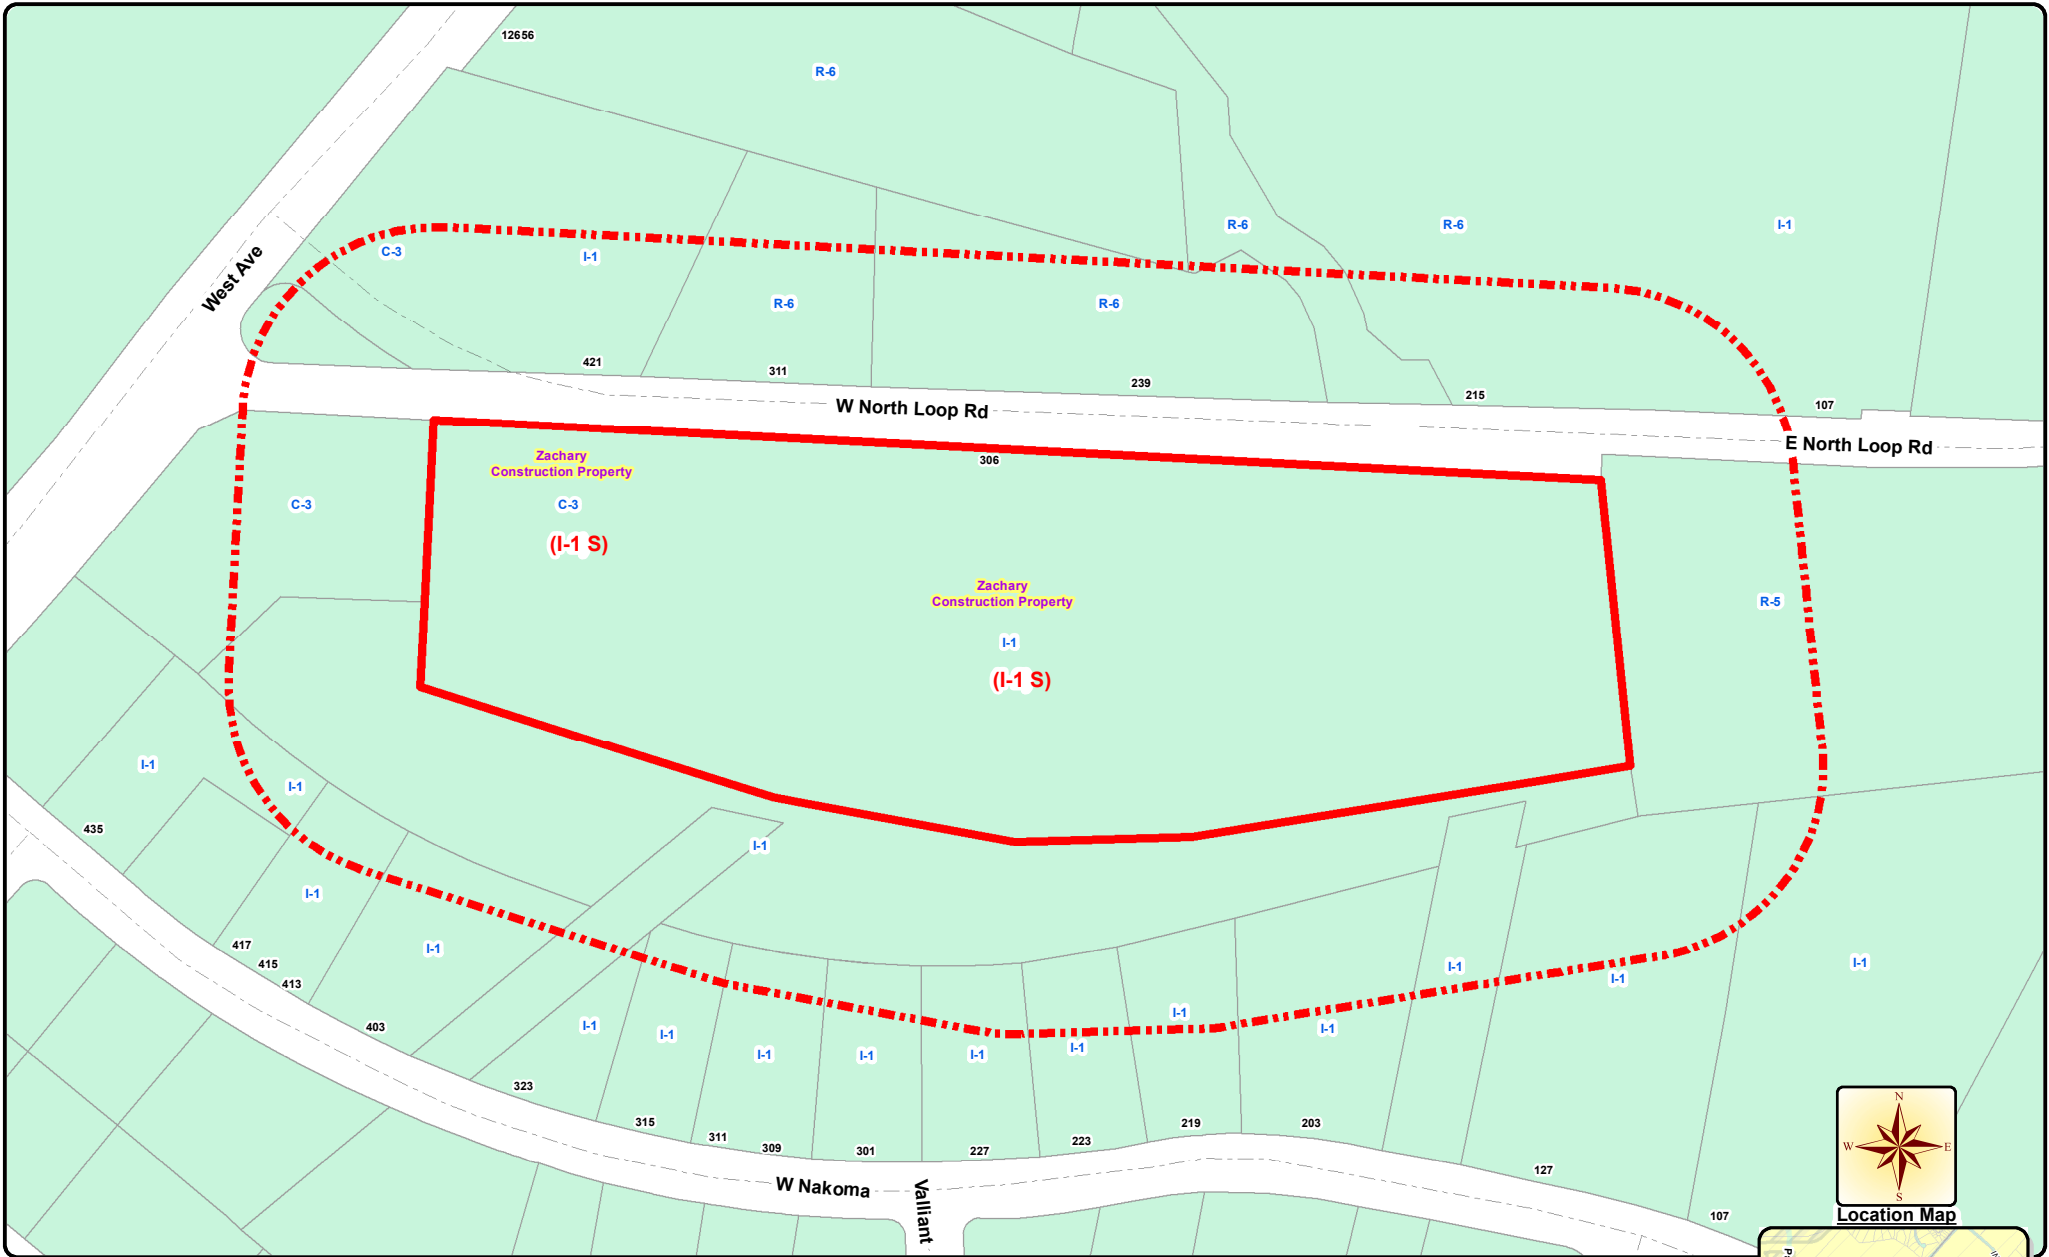 12656
R-6
West Ave
C-3
I-1
R-6
R-6
I-1
R-6
R-6
421
311
239
215
107
W North Loop Rd
E North Loop Rd
Zachary
Construction Property
306
C-3
C-3
(I-1 S)
Zachary
Construction Property
I-1
(I-1 S)
R-5
I-1
I-1
435
I-1
I-1
I-1
417
415
413
403
I-1
I-1
I-1
I-1
I-1
I-1
I-1
I-1
I-1
I-1
I-1
323
315
311
309
301
227
223
219
203
127
107
W Nakoma
Valliant
N
W
E
S
Location Map